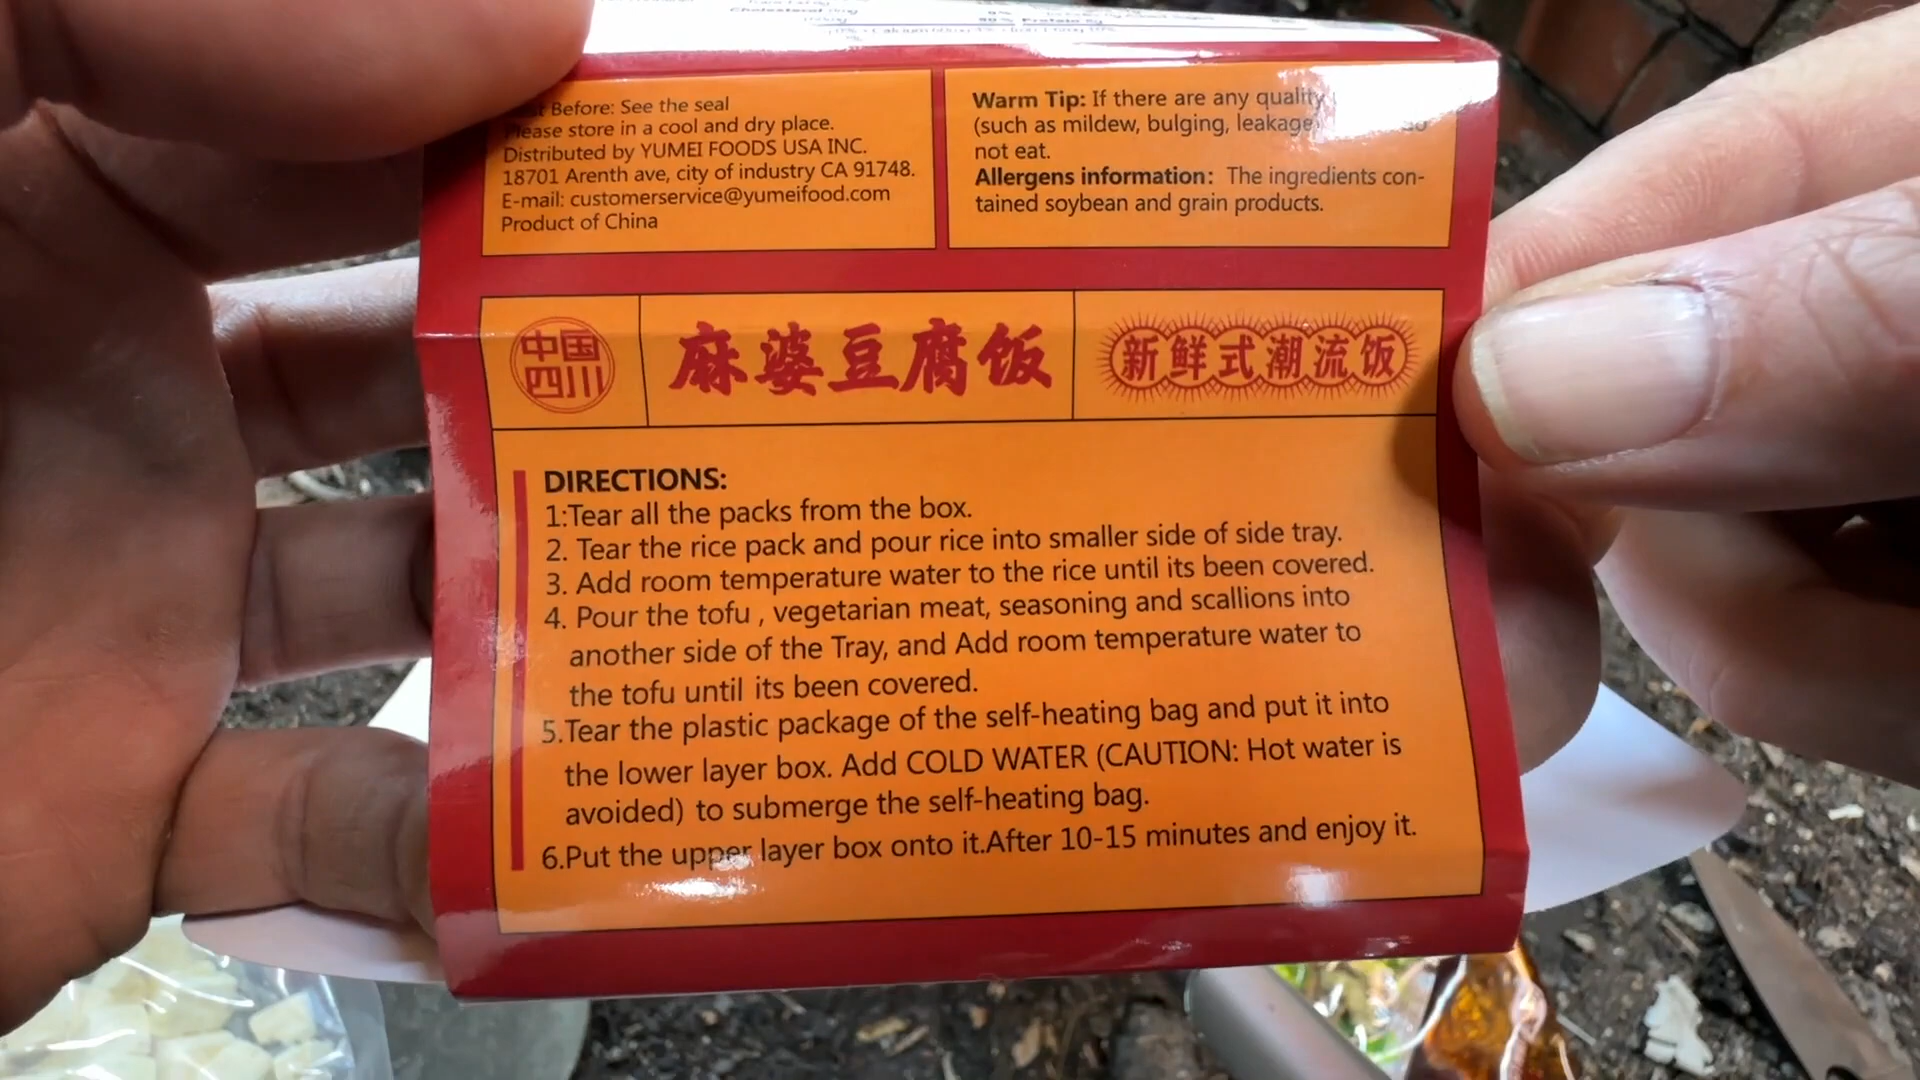 Cholesterol 0mg
Before: See the seal
Please store in a cool and dry place.
Distributed by YUMEI FOODS USA INC.
18701 Arenth ave, city of industry CA 91748.
E-mail: customerservice@yumeifood.com
Product of China
Warm Tip: If there are any quality
(such as mildew, bulging, leakage) do
not eat.
Allergens information: The ingredients con-
tained soybean and grain products.
中国
四川
麻婆豆腐饭
新鲜式潮流饭
DIRECTIONS:
1:Tear all the packs from the box.
2. Tear the rice pack and pour rice into smaller side of side tray.
3. Add room temperature water to the rice until its been covered.
4. Pour the tofu , vegetarian meat, seasoning and scallions into
another side of the Tray, and Add room temperature water to
the tofu until its been covered.
5.Tear the plastic package of the self-heating bag and put it into
the lower layer box. Add COLD WATER (CAUTION: Hot water is
avoided) to submerge the self-heating bag.
6.Put the upper layer box onto it.After 10-15 minutes and enjoy it.